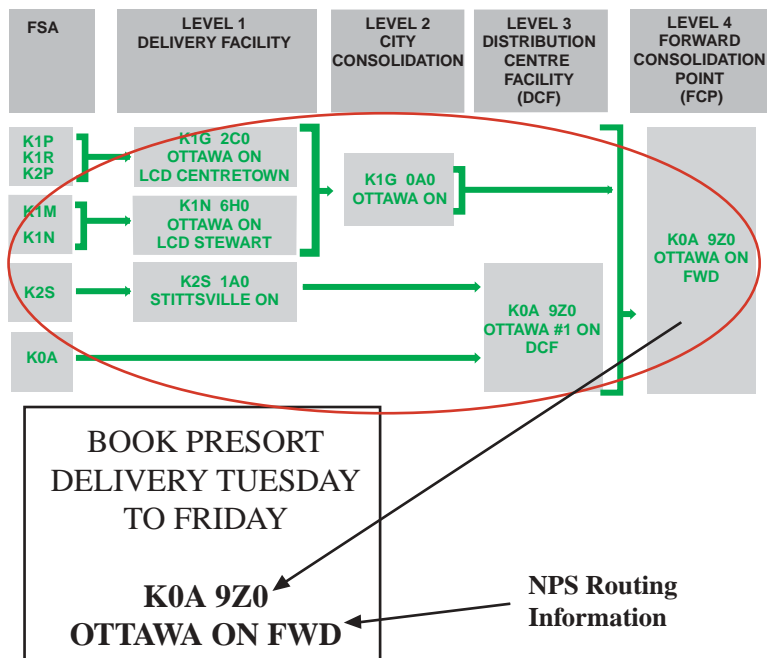 FSA
LEVEL 1
DELIVERY FACILITY
LEVEL 2
CITY
CONSOLIDATION
LEVEL 3
DISTRIBUTION
CENTRE
FACILITY
(DCF)
LEVEL 4
FORWARD
CONSOLIDATION
POINT
(FCP)
K1P
K1R
K2P
K1G 2C0
OTTAWA ON
LCD CENTRETOWN
K1G 0A0
OTTAWA ON
K1M
K1N
K1N 6H0
OTTAWA ON
LCD STEWART
K0A 9Z0
OTTAWA ON
FWD
K2S
K2S 1A0
STITTSVILLE ON
K0A 9Z0
OTTAWA #1 ON
DCF
K0A
BOOK PRESORT
DELIVERY TUESDAY
TO FRIDAY
K0A 9Z0
OTTAWA ON FWD
NPS Routing
Information